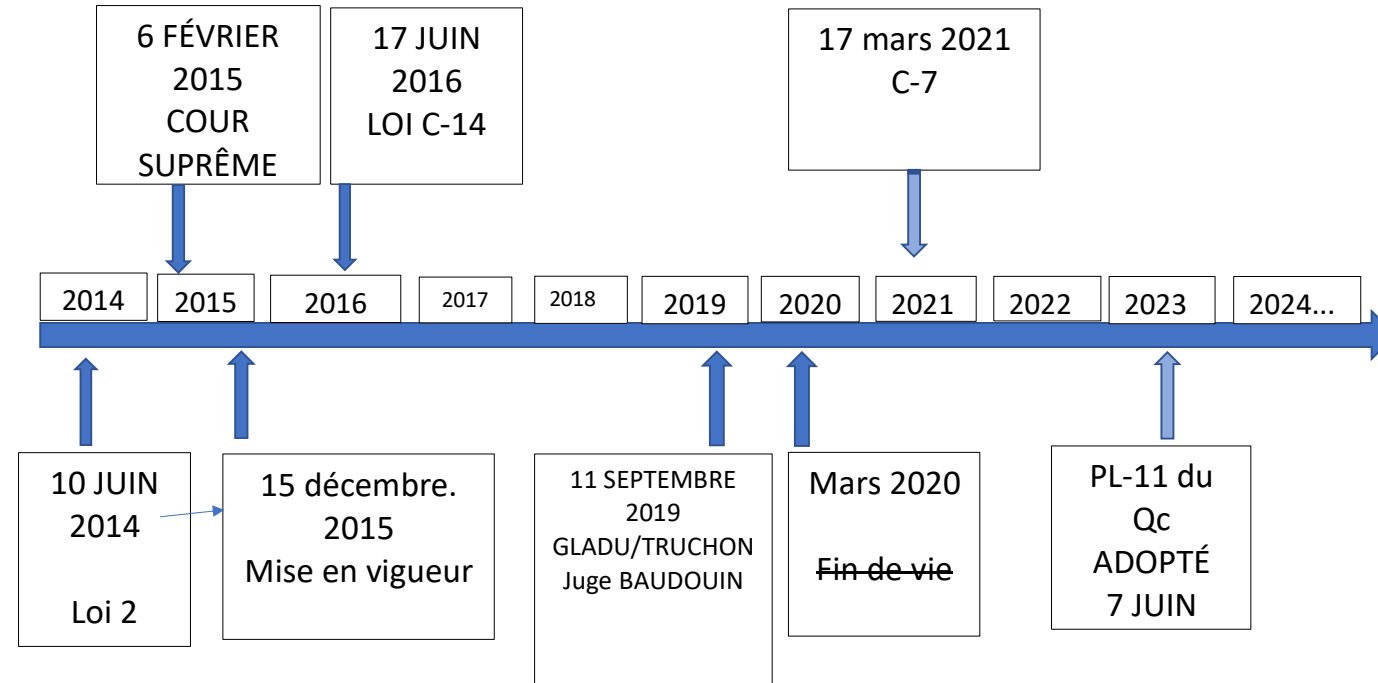 6 FÉVRIER
2015
COUR
SUPRÊME
17 JUIN
2016
LOI C-14
17 mars 2021
C-7
2014
2015
2016
2017
2018
2019
2020
2021
2022
2023
2024...
10 JUIN
2014
Loi 2
15 décembre.
2015
Mise en vigueur
11 SEPTEMBRE
2019
GLADU/TRUCHON
Juge BAUDOUIN
Mars 2020
Fin de vie
PL-11 du
Qc
ADOPTÉ
7 JUIN